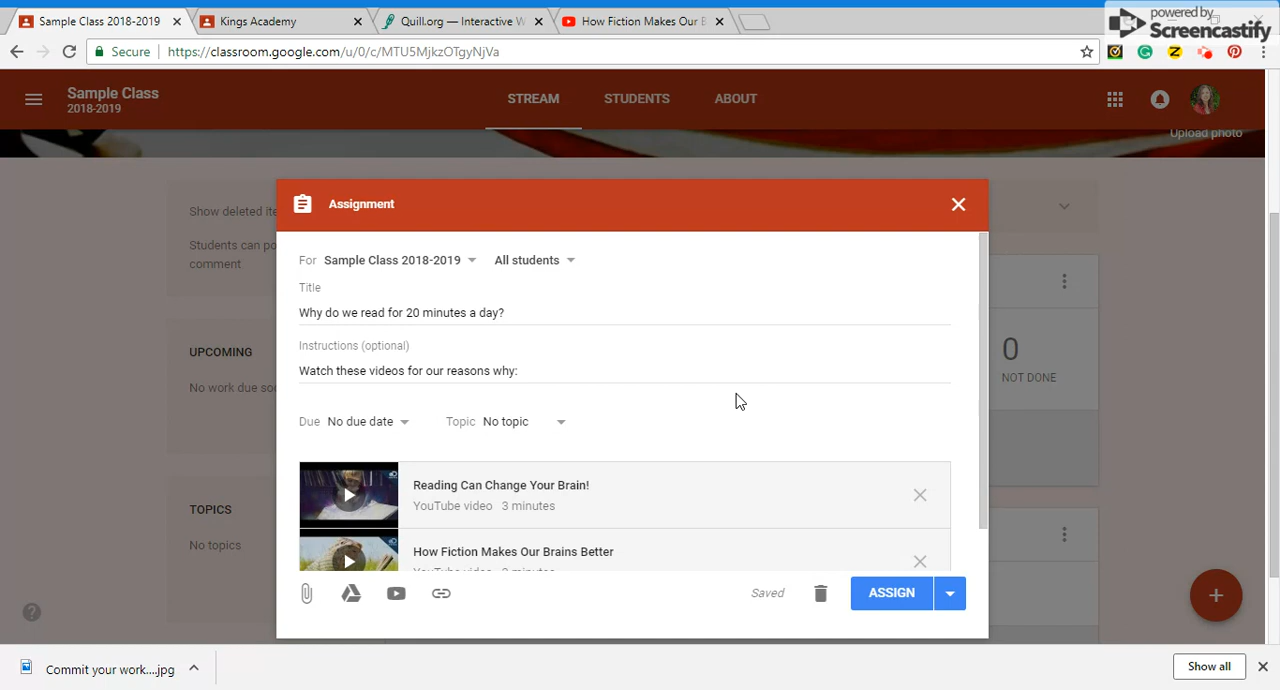 Sample Class 2018-2019
Kings Academy
Quill.org — Interactive W
How Fiction Makes Our B
powered by
Screencastify
Secure
https://classroom.google.com/u/0/c/MTU5MjkzOTgyNjVa
Sample Class
2018-2019
STREAM
STUDENTS
ABOUT
Upload photo
Show deleted ite
Students can po
comment
UPCOMING
No work due soo
TOPICS
No topics
Assignment
For Sample Class 2018-2019 All students
Title
Why do we read for 20 minutes a day?
Instructions (optional)
Watch these videos for our reasons why:
Due No due date Topic No topic
Reading Can Change Your Brain!
YouTube video 3 minutes
How Fiction Makes Our Brains Better
Saved
ASSIGN
0
NOT DONE
Commit your work....jpg
Show all